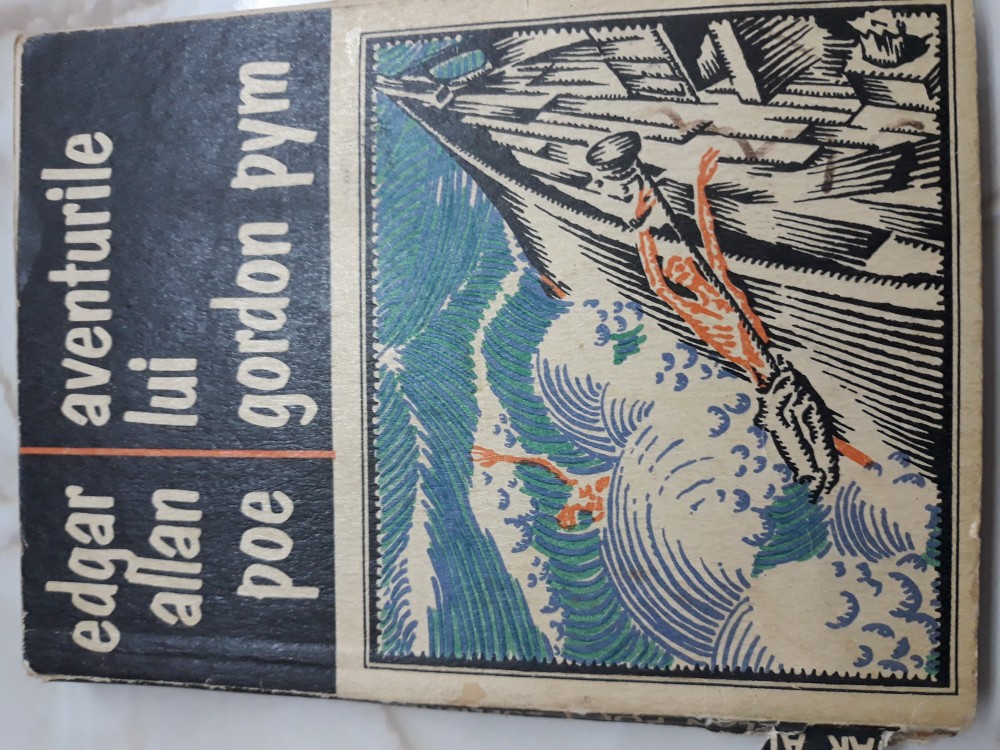 edgar
allan
poe
aventurile
lui
gordon pym